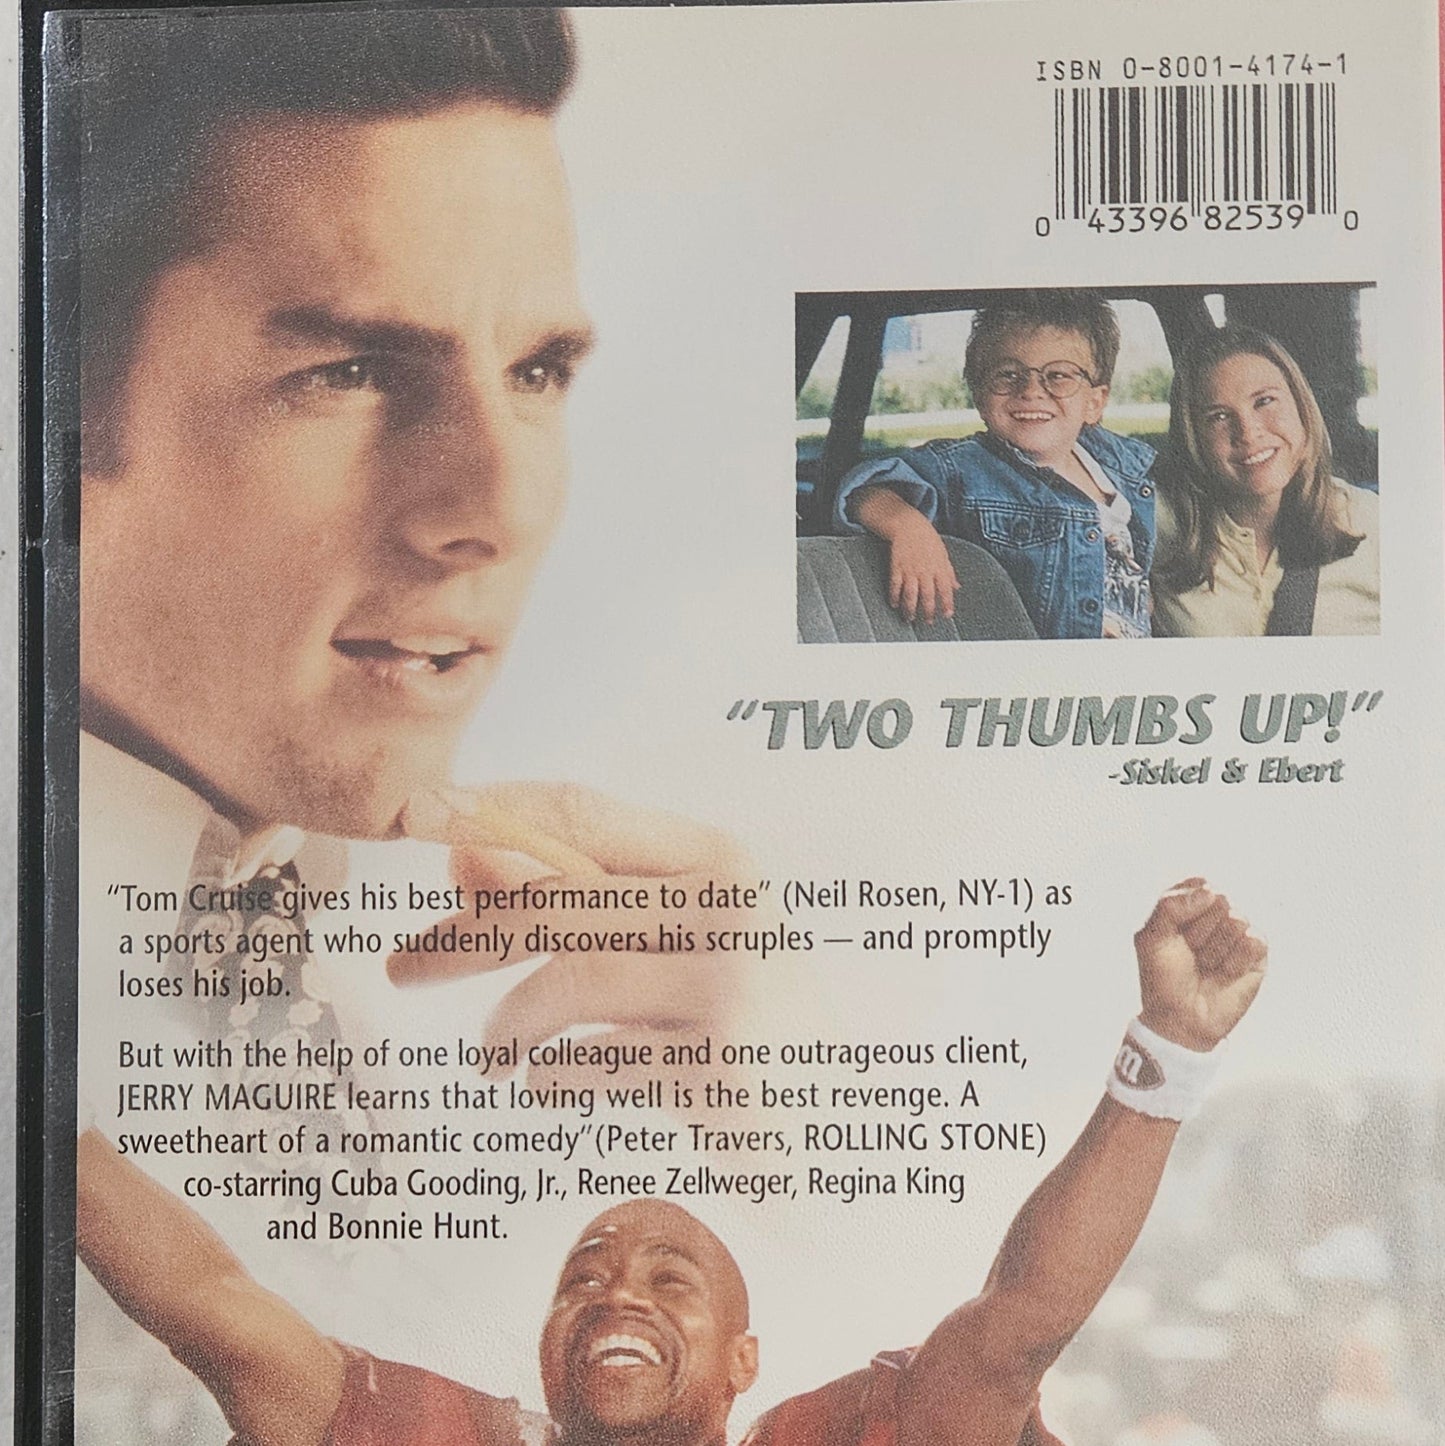 ISBN 0-8001-4174-1
0 43396 82539 0
"TWO THUMBS UP!"
-Siskel & Ebert
"Tom Cruise gives his best performance to date" (Neil Rosen, NY-1) as
a sports agent who suddenly discovers his scruples — and promptly
loses his job.
But with the help of one loyal colleague and one outrageous client,
JERRY MAGUIRE learns that loving well is the best revenge. A
sweetheart of a romantic comedy"(Peter Travers, ROLLING STONE)
co-starring Cuba Gooding, Jr., Renee Zellweger, Regina King
and Bonnie Hunt.
m